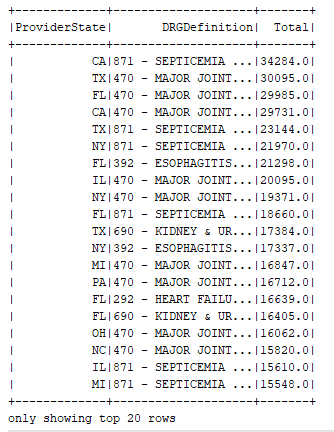 +-------------+--------------------+-------+
|ProviderState|       DRGDefinition|  Total|
+-------------+--------------------+-------+
|           CA|871 - SEPTICEMIA ...|34284.0|
|           TX|470 - MAJOR JOINT...|30095.0|
|           FL|470 - MAJOR JOINT...|29985.0|
|           CA|470 - MAJOR JOINT...|29731.0|
|           TX|871 - SEPTICEMIA ...|23144.0|
|           NY|871 - SEPTICEMIA ...|21970.0|
|           FL|392 - ESOPHAGITIS...|21298.0|
|           IL|470 - MAJOR JOINT...|20095.0|
|           NY|470 - MAJOR JOINT...|19371.0|
|           FL|871 - SEPTICEMIA ...|18660.0|
|           TX|690 - KIDNEY & UR...|17384.0|
|           NY|392 - ESOPHAGITIS...|17337.0|
|           MI|470 - MAJOR JOINT...|16847.0|
|           PA|470 - MAJOR JOINT...|16712.0|
|           FL|292 - HEART FAILU...|16639.0|
|           FL|690 - KIDNEY & UR...|16405.0|
|           OH|470 - MAJOR JOINT...|16062.0|
|           NC|470 - MAJOR JOINT...|15820.0|
|           IL|871 - SEPTICEMIA ...|15610.0|
|           MI|871 - SEPTICEMIA ...|15548.0|
+-------------+--------------------+-------+
only showing top 20 rows